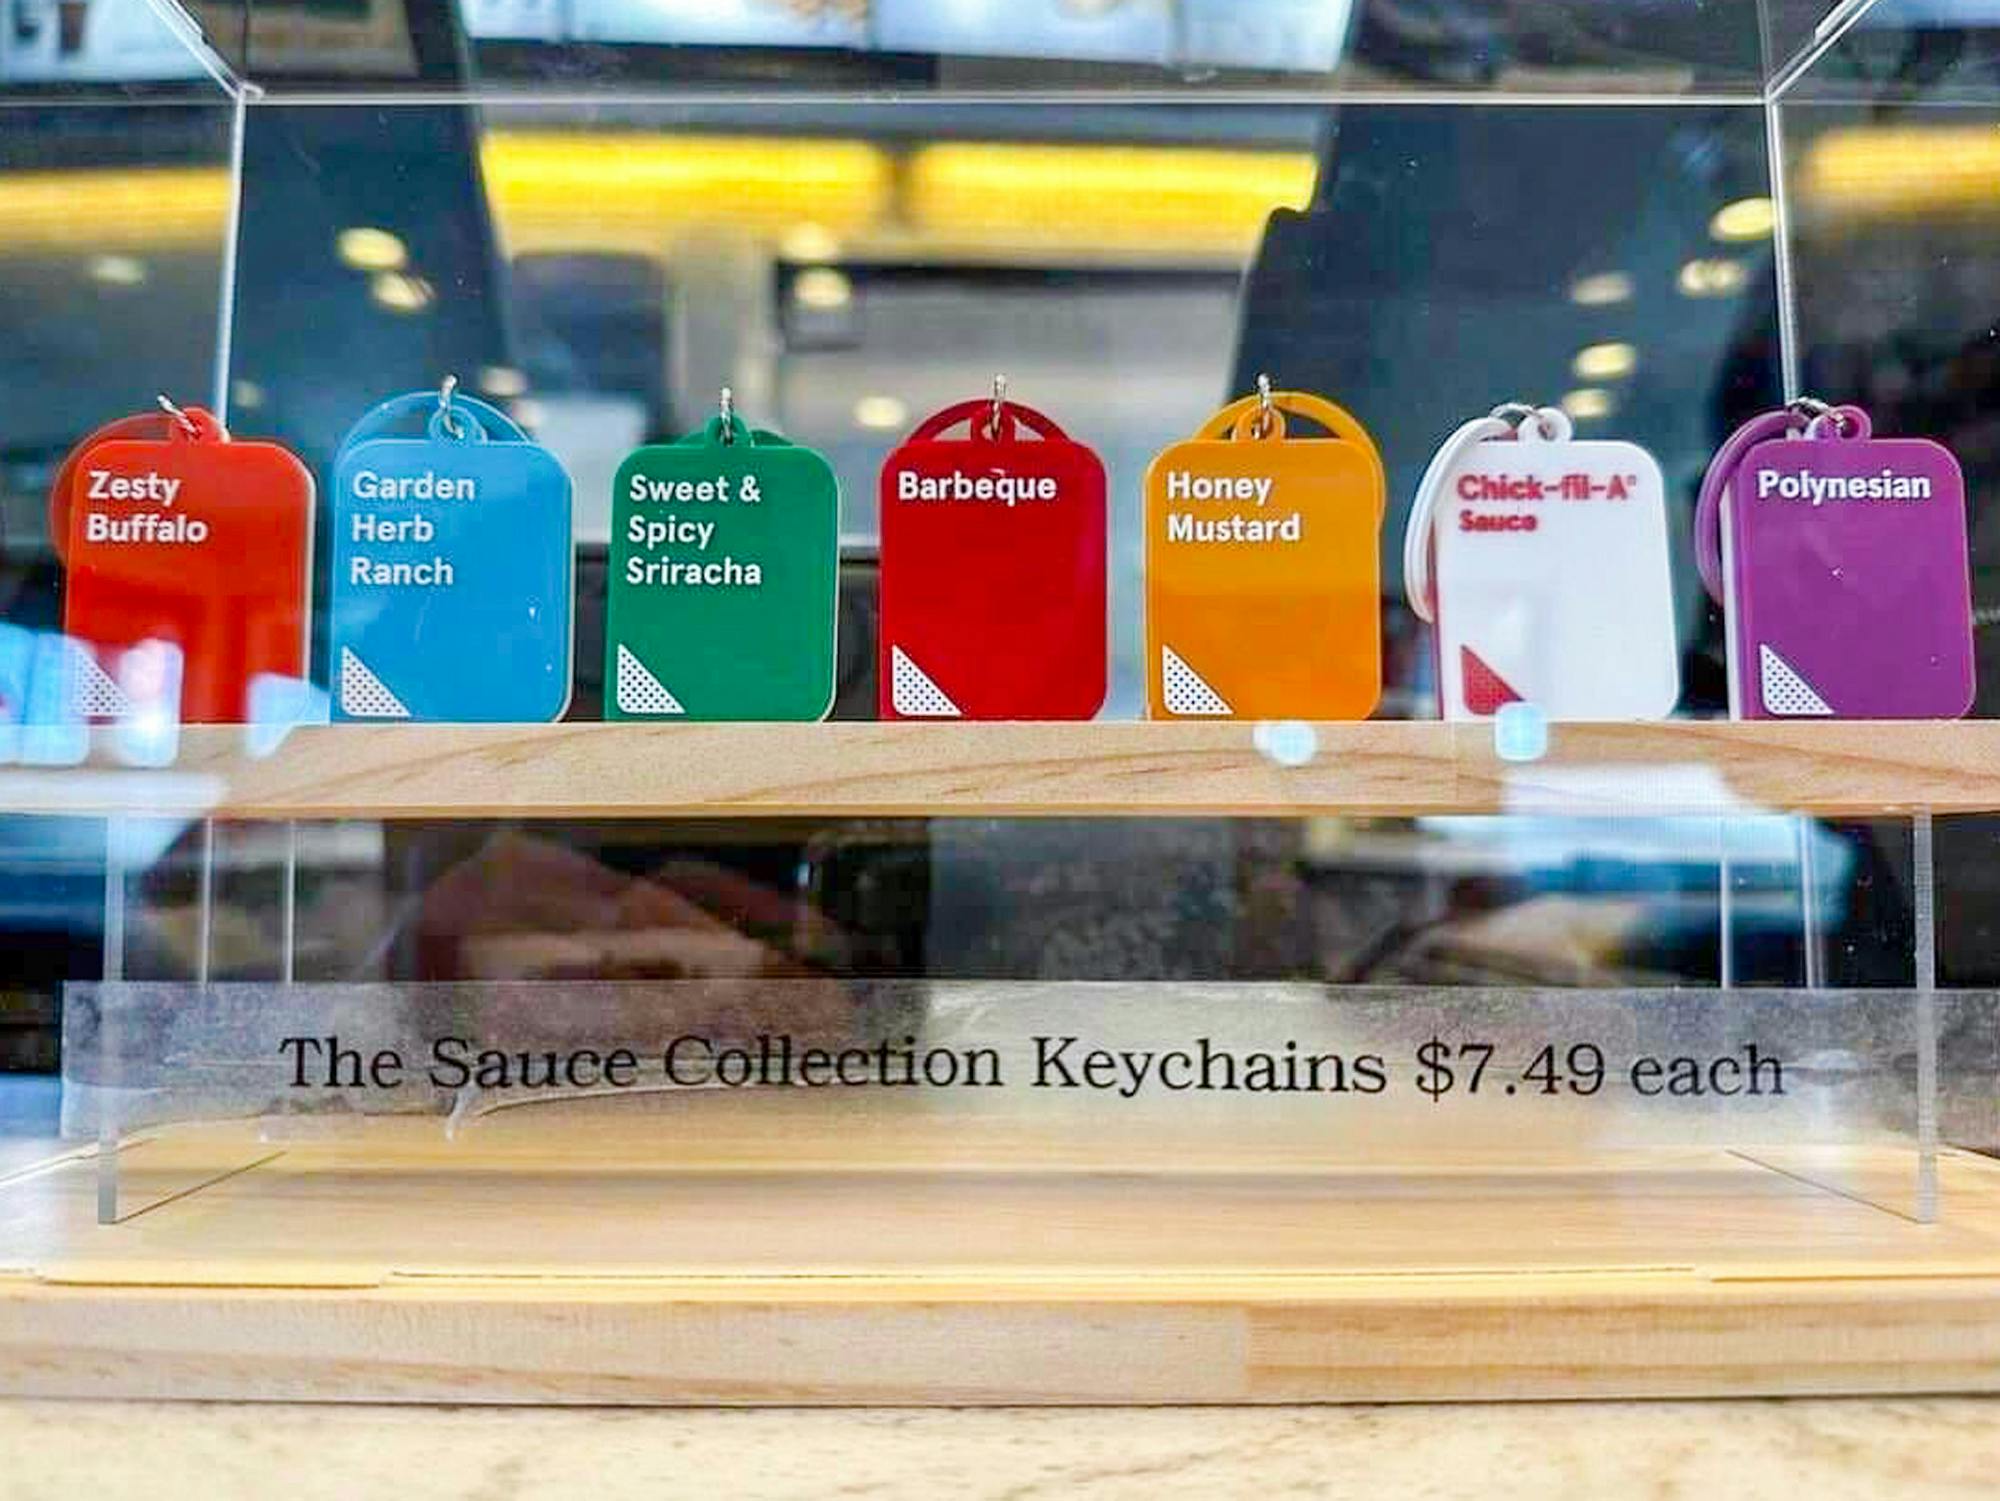 Zesty
Buffalo
Garden
Herb
Ranch
Sweet &
Spicy
Sriracha
Barbeque
Honey
Mustard
Chick-fil-A®
Sauce
Polynesian
The Sauce Collection Keychains $7.49 each